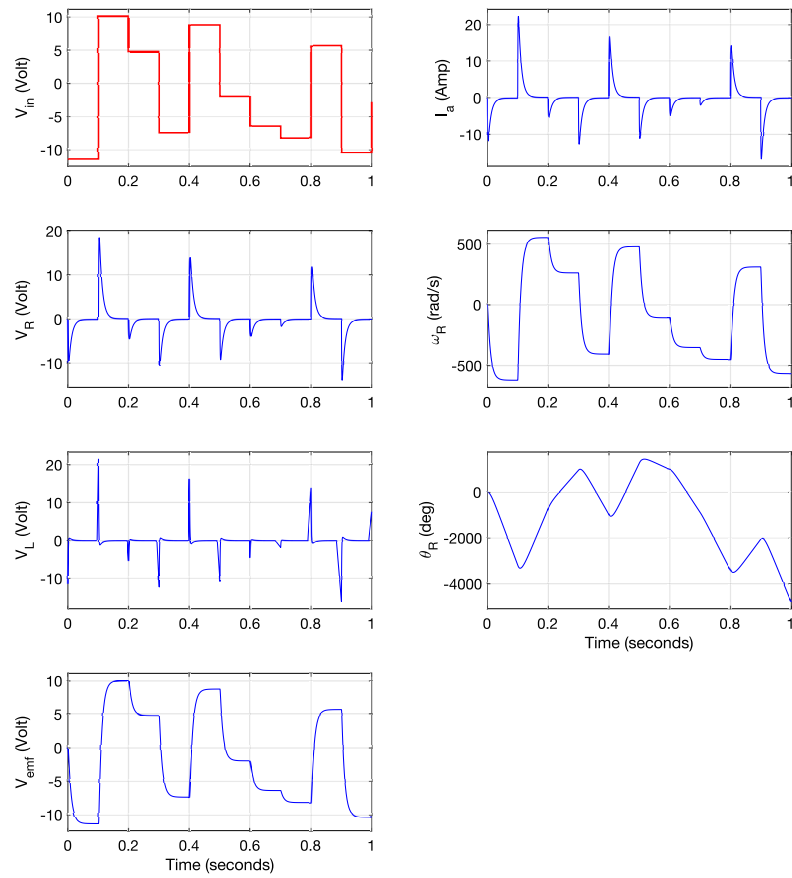 V_in (Volt)
10
5
0
-5
-10
0 0.2 0.4 0.6 0.8 1
I_a (Amp)
20
10
0
-10
0 0.2 0.4 0.6 0.8 1
V_R (Volt)
20
10
0
-10
0 0.2 0.4 0.6 0.8 1
ω_R (rad/s)
500
0
-500
0 0.2 0.4 0.6 0.8 1
V_L (Volt)
20
10
0
-10
0 0.2 0.4 0.6 0.8 1
θ_R (deg)
0
-2000
-4000
0 0.2 0.4 0.6 0.8 1
Time (seconds)
V_emf (Volt)
10
5
0
-5
-10
0 0.2 0.4 0.6 0.8 1
Time (seconds)